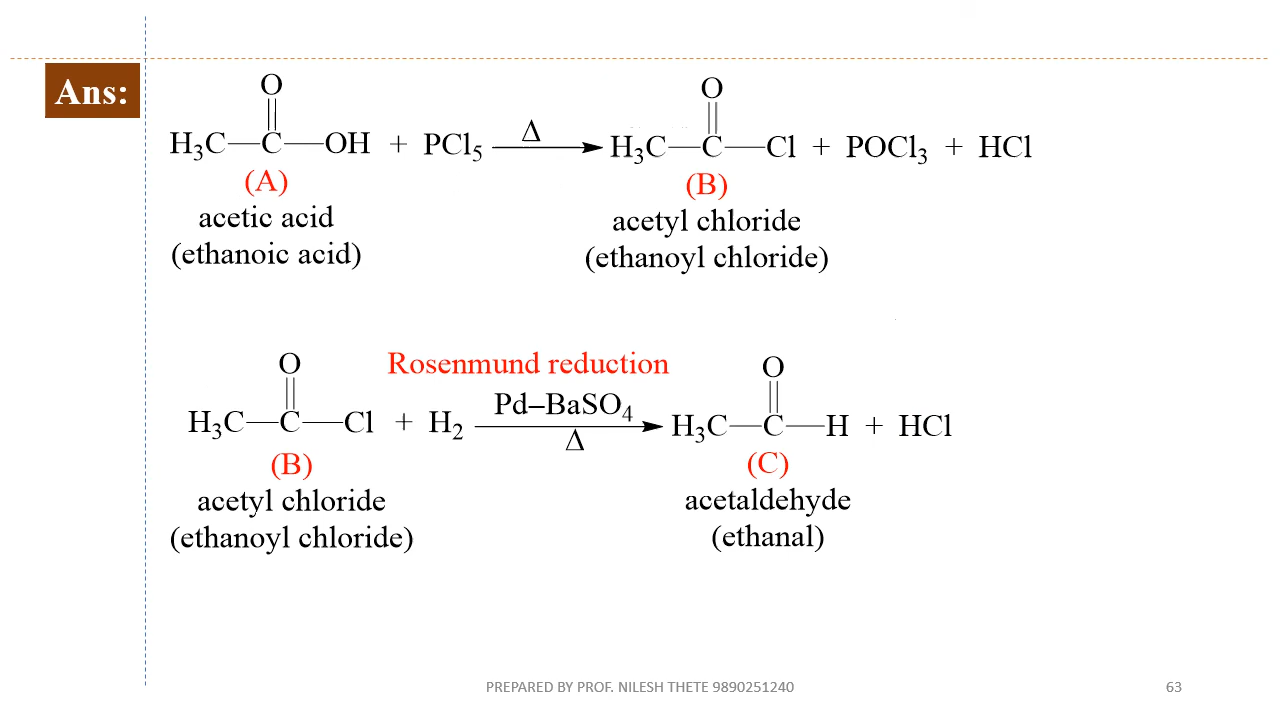 Ans:
O
H₃C—C—OH + PCl₅ Δ
O
H₃C—C—Cl + POCl₃ + HCl
(A)
acetic acid
(ethanoic acid)
(B)
acetyl chloride
(ethanoyl chloride)
O
H₃C—C—Cl + H₂
Rosenmund reduction
Pd–BaSO₄
Δ
O
H₃C—C—H + HCl
(B)
acetyl chloride
(ethanoyl chloride)
(C)
acetaldehyde
(ethanal)
PREPARED BY PROF. NILESH THETE 9890251240
63